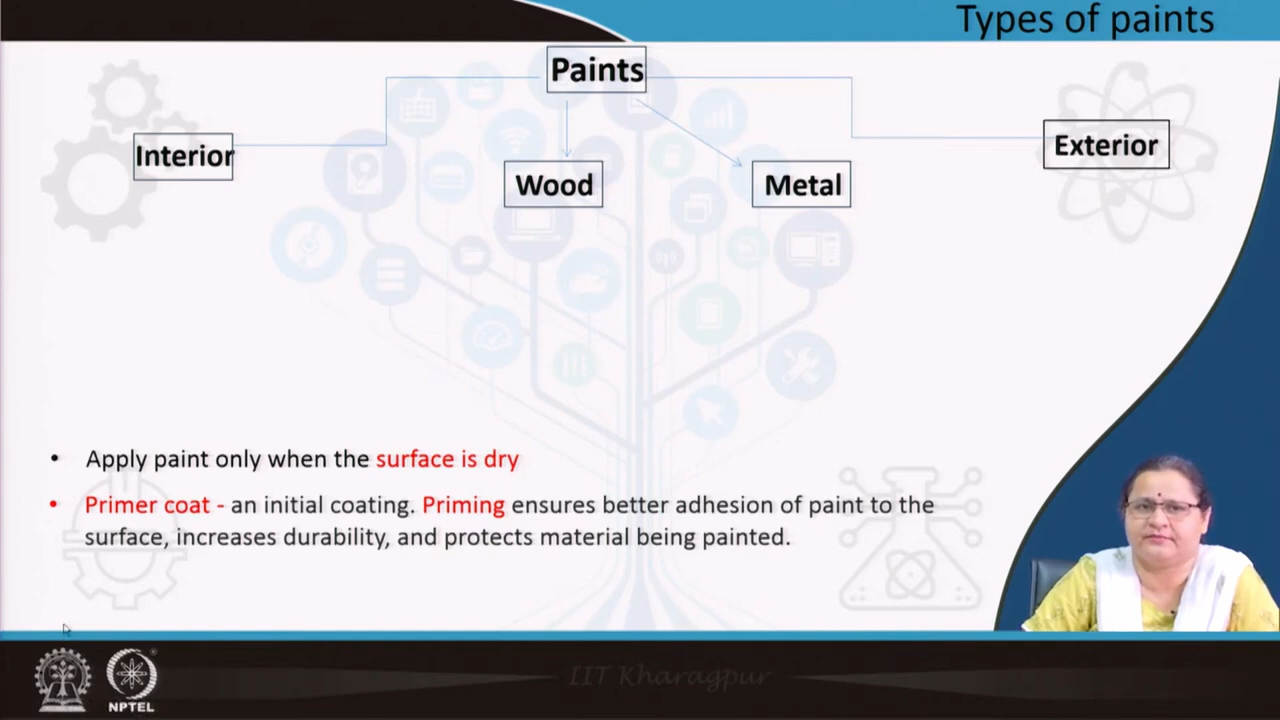 Types of paints
Paints
Interior
Exterior
Wood
Metal
• Apply paint only when the surface is dry
• Primer coat - an initial coating. Priming ensures better adhesion of paint to the
surface, increases durability, and protects material being painted.
IIT Kharagpur
NPTEL